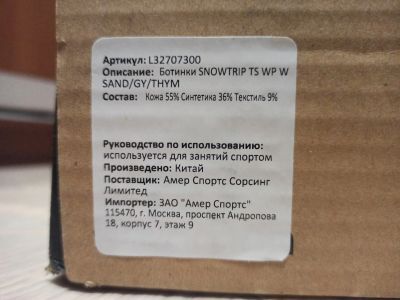 Артикул: L32707300
Описание: Ботинки SNOWTRIP TS WP W
SAND/GY/THYM
Состав: Кожа 55% Синтетика 36% Текстиль 9%
Руководство по использованию:
используется для занятий спортом
Произведено: Китай
Поставщик: Амер Спортс Сорсинг
Лимитед
Импортер: ЗАО "Амер Спортс"
115470, г. Москва, проспект Андропова
18, корпус 7, этаж 9